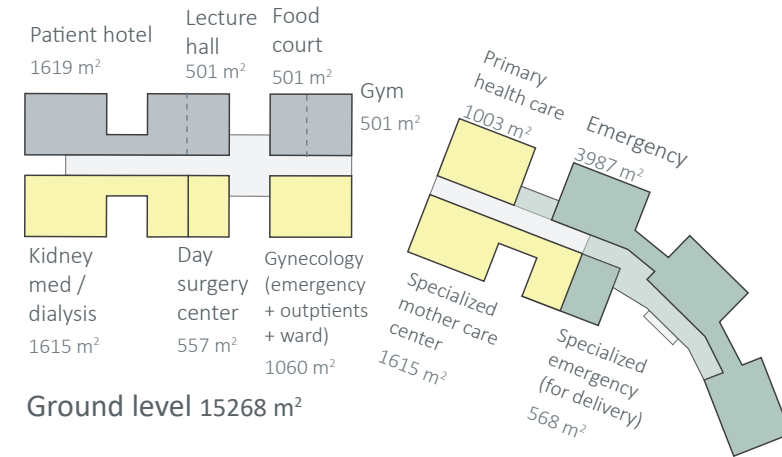 Patient hotel
1619 m²
Lecture
hall
501 m²
Food
court
501 m²
Gym
501 m²
Primary
health care
1003 m²
Emergency
3987 m²
Kidney
med /
dialysis
1615 m²
Day
surgery
center
557 m²
Gynecology
(emergency
+ outptients
+ ward)
1060 m²
Specialized
mother care
center
1615 m²
Specialized
emergency
(for delivery)
568 m²
Ground level 15268 m²